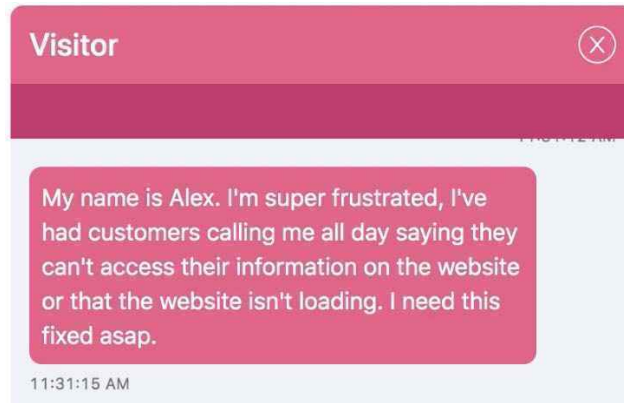 Visitor
My name is Alex. I'm super frustrated, I've
had customers calling me all day saying they
can't access their information on the website
or that the website isn't loading. I need this
fixed asap.
11:31:15 AM